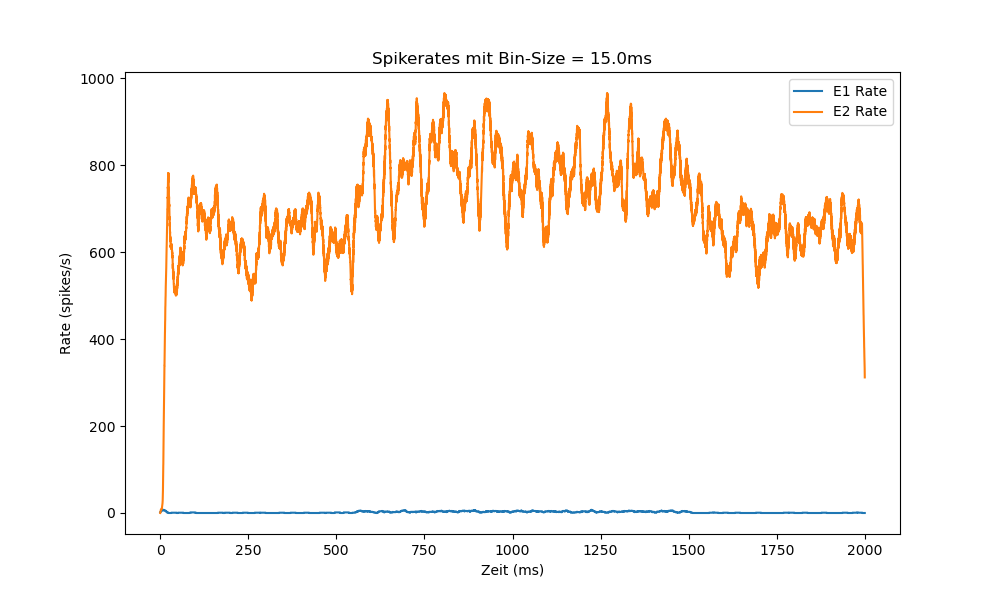 Spikerates mit Bin-Size = 15.0ms
E1 Rate
E2 Rate
Rate (spikes/s)
1000
800
600
400
200
0
0 250 500 750 1000 1250 1500 1750 2000
Zeit (ms)